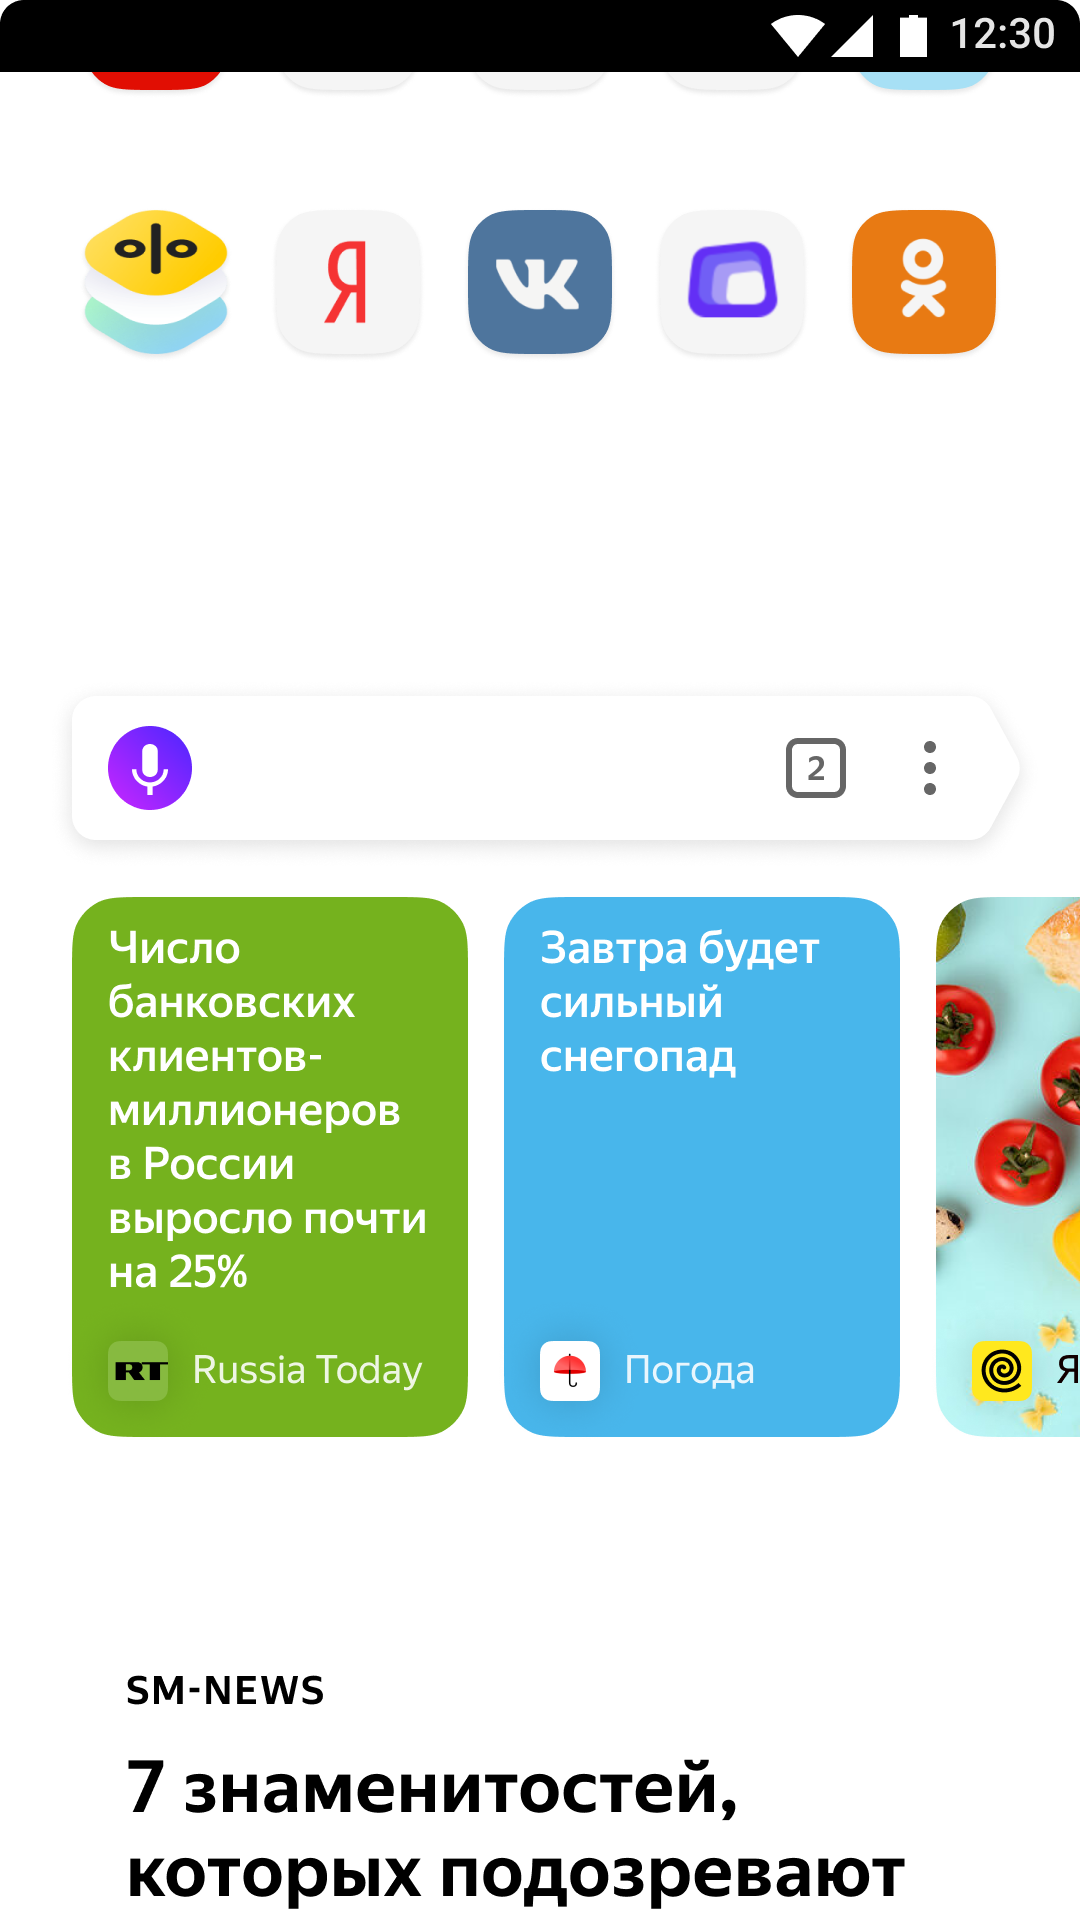 12:30
Я
2
Число
банковских
клиентов-
миллионеров
в России
выросло почти
на 25%
RT
Russia Today
Завтра будет
сильный
снегопад
Погода
Я
SM-NEWS
7 знаменитостей,
которых подозревают